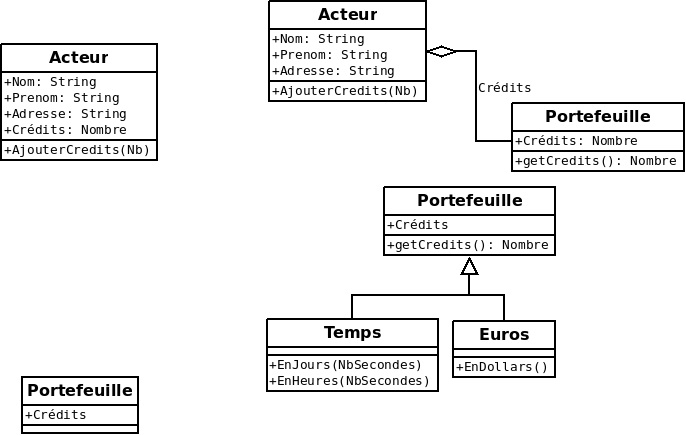 Acteur
+Nom: String
+Prenom: String
+Adresse: String
+Crédits: Nombre
+AjouterCredits(Nb)
Acteur
+Nom: String
+Prenom: String
+Adresse: String
+AjouterCredits(Nb)
Crédits
Portefeuille
+Crédits: Nombre
+getCredits(): Nombre
Portefeuille
+Crédits
+getCredits(): Nombre
Temps
+EnJours(NbSecondes)
+EnHeures(NbSecondes)
Euros
+EnDollars()
Portefeuille
+Crédits